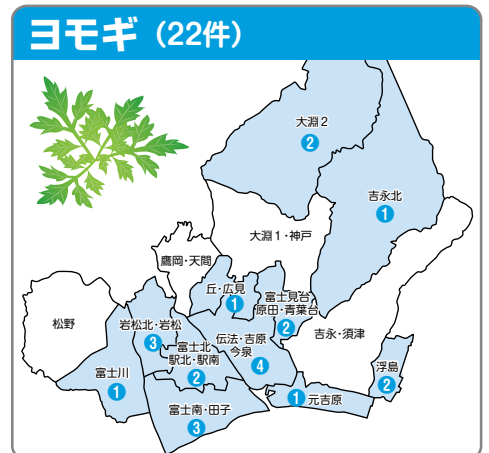 ヨモギ(22件)
大淵2
2
吉永北
1
大淵1・神戸
鷹岡・天間
丘・広見
1
富士見台
原田・青葉台
2
松野
岩松北・岩松
3
富士北
駅北・駅南
2
伝法・吉原
今泉
4
吉永・須津
富士川
1
浮島
2
富士南・田子
3
1 元吉原